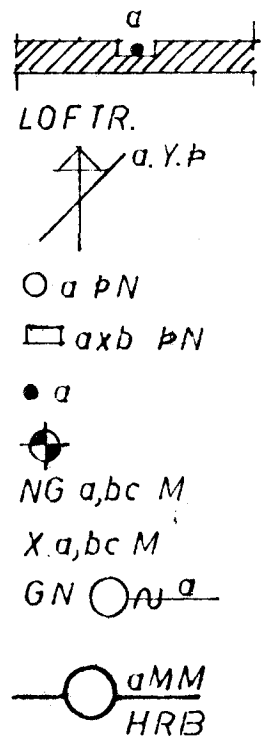 a
LOFTR.
a.Y.Þ
a ÞN
axb ÞN
a
NG a,bc M
X.a,bc M
GN a
aMM
HRB